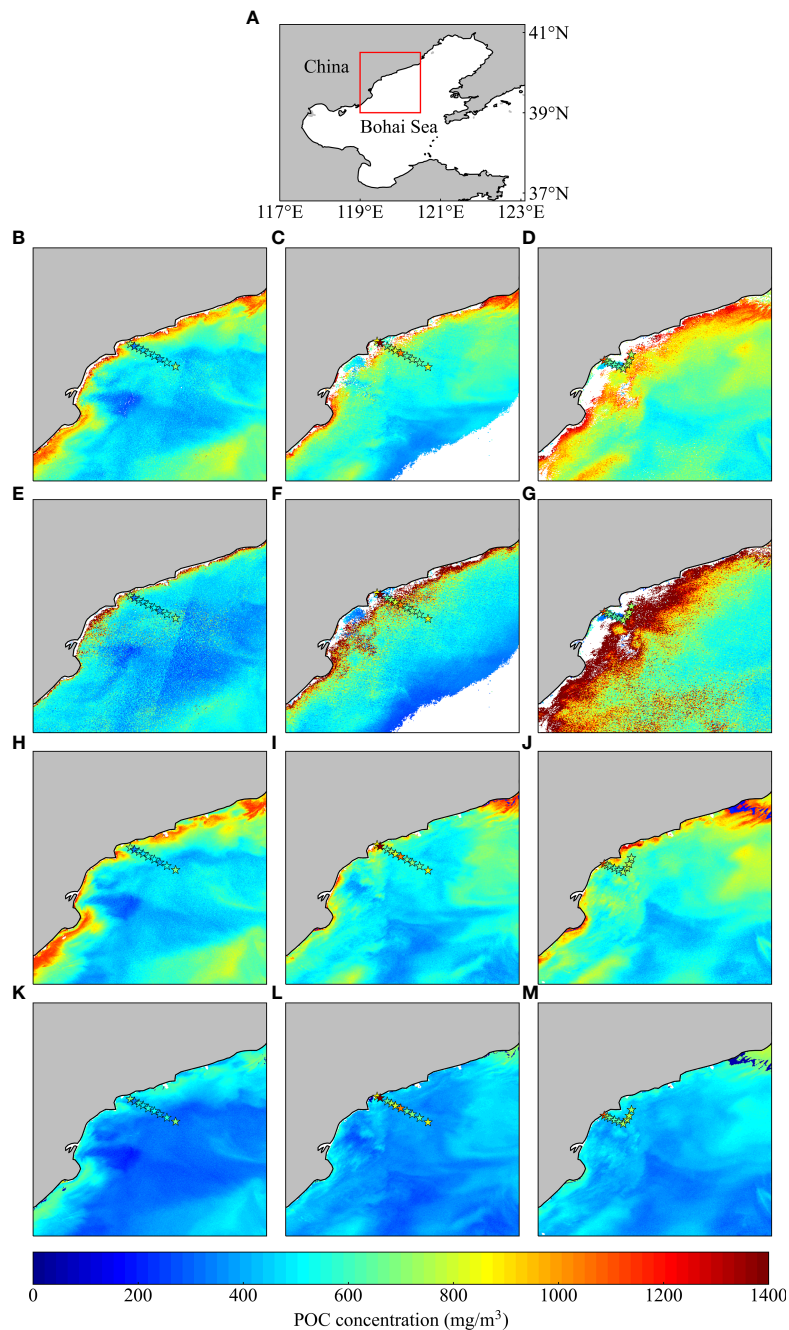 A
41°N
China
39°N
Bohai Sea
37°N
117°E 119°E 121°E 123°E
B C D
E F G
H I J
K L M
0 200 400 600 800 1000 1200 1400
POC concentration (mg/m³)